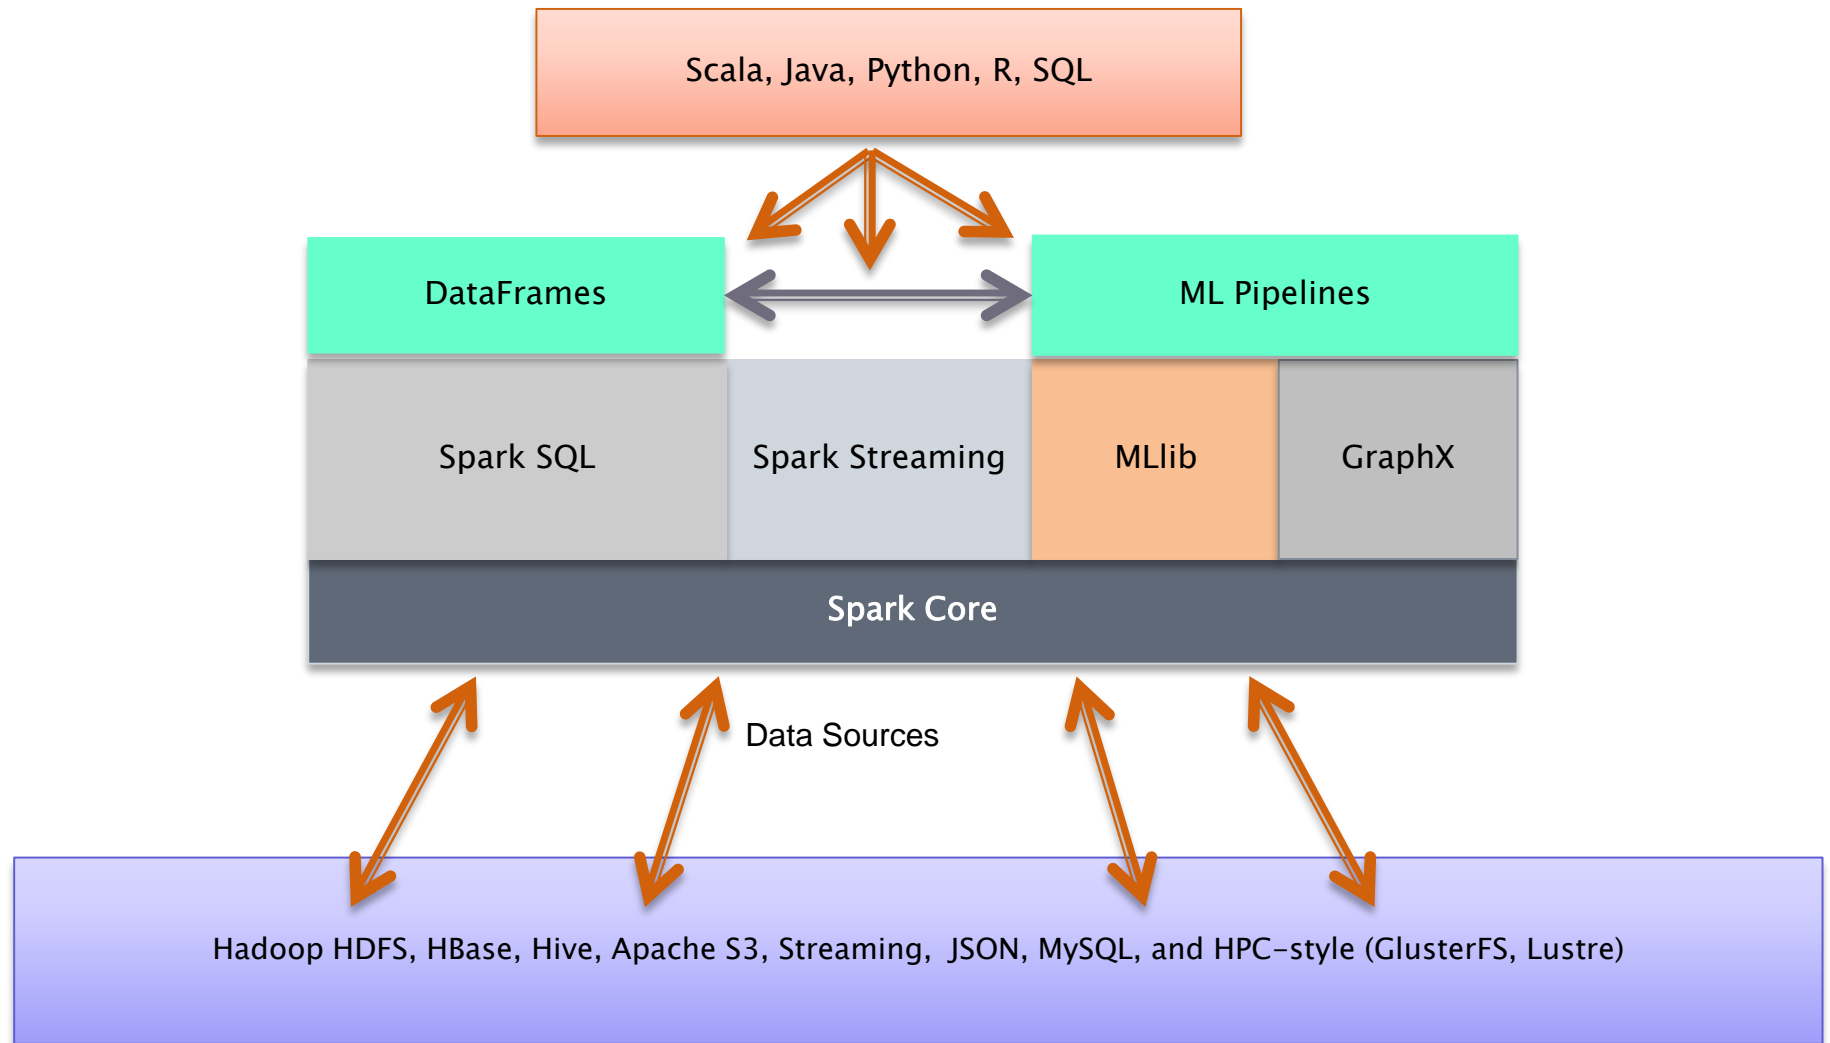 Scala, Java, Python, R, SQL
DataFrames
ML Pipelines
Spark SQL
Spark Streaming
MLlib
GraphX
Spark Core
Data Sources
Hadoop HDFS, HBase, Hive, Apache S3, Streaming,  JSON, MySQL, and HPC-style (GlusterFS, Lustre)